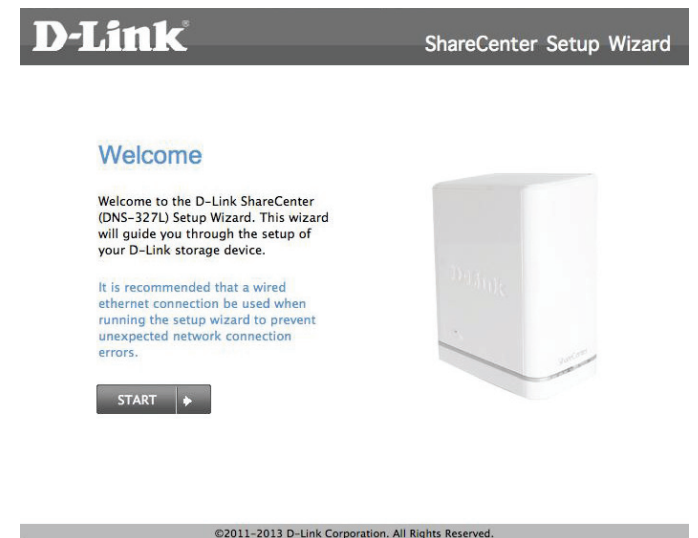 D-Link®
ShareCenter Setup Wizard
Welcome
Welcome to the D-Link ShareCenter
(DNS-327L) Setup Wizard. This wizard
will guide you through the setup of
your D-Link storage device.
It is recommended that a wired
ethernet connection be used when
running the setup wizard to prevent
unexpected network connection
errors.
START
D-Link
ShareCenter
©2011-2013 D-Link Corporation. All Rights Reserved.